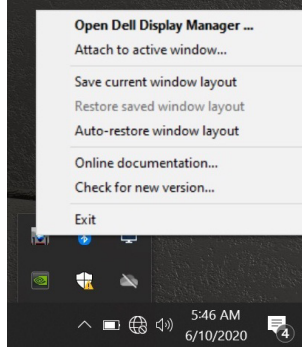 Open Dell Display Manager ...
Attach to active window...
Save current window layout
Restore saved window layout
Auto-restore window layout
Online documentation...
Check for new version...
Exit
5:46 AM
6/10/2020
4